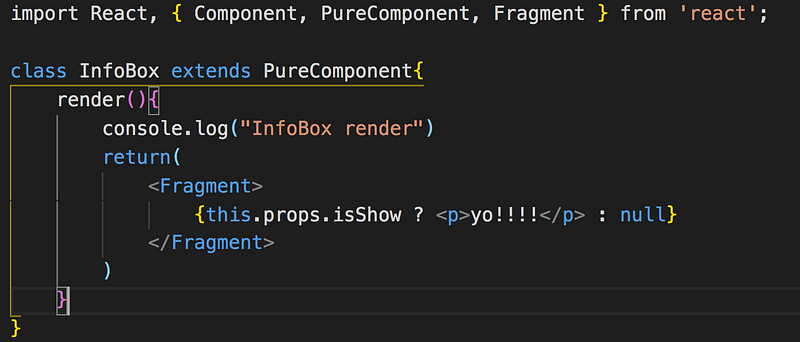 import React, { Component, PureComponent, Fragment } from 'react';
class InfoBox extends PureComponent{
render(){
console.log("InfoBox render")
return(
<Fragment>
{this.props.isShow ? <p>yo!!!!</p> : null}
</Fragment>
)
}
}